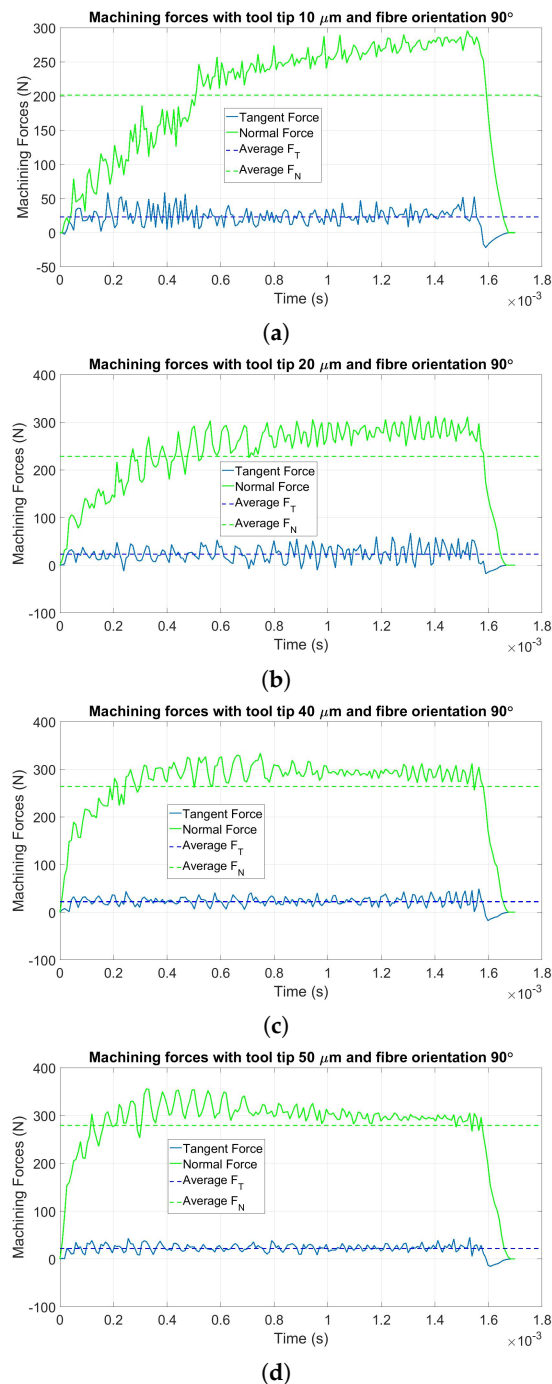 Machining Forces with tool tip 10 μm and fibre orientation 90°
300
250
200
150
100
50
0
-50
Machining Forces (N)
Tangent Force
Normal Force
Average F_T
Average F_N
0 0.2 0.4 0.6 0.8 1 1.2 1.4 1.6 1.8
Time (s)
×10⁻³
(a)
Machining forces with tool tip 20 μm and fibre orientation 90°
400
300
200
100
0
-100
Machining Forces (N)
Tangent Force
Normal Force
Average F_T
Average F_N
0 0.2 0.4 0.6 0.8 1 1.2 1.4 1.6 1.8
Time (s)
×10⁻³
(b)
Machining forces with tool tip 40 μm and fibre orientation 90°
400
300
200
100
0
-100
Machining Forces (N)
Tangent Force
Normal Force
Average F_T
Average F_N
0 0.2 0.4 0.6 0.8 1 1.2 1.4 1.6 1.8
Time (s)
×10⁻³
(c)
Machining forces with tool tip 50 μm and fibre orientation 90°
400
300
200
100
0
-100
Machining Forces (N)
Tangent Force
Normal Force
Average F_T
Average F_N
0 0.2 0.4 0.6 0.8 1 1.2 1.4 1.6 1.8
Time (s)
×10⁻³
(d)